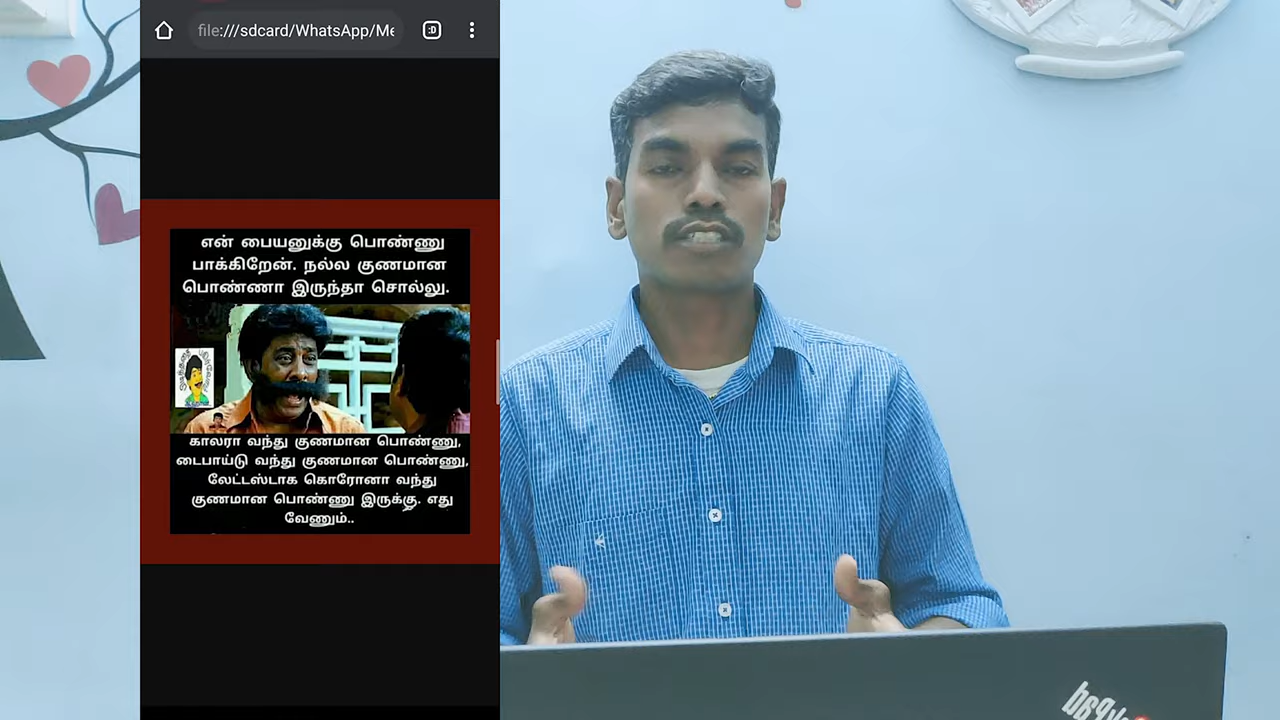 file:///sdcard/WhatsApp/Me
:D
என் பையனுக்கு பொண்ணு
பாக்கிறேன். நல்ல குணமான
பொண்ணா இருந்தா சொல்லு.
காலரா வந்து குணமான பொண்ணு,
டைபாய்டு வந்து குணமான பொண்ணு,
லேட்டஸ்டாக கொரோனா வந்து
குணமான பொண்ணு இருக்கு. எது
வேணும்..